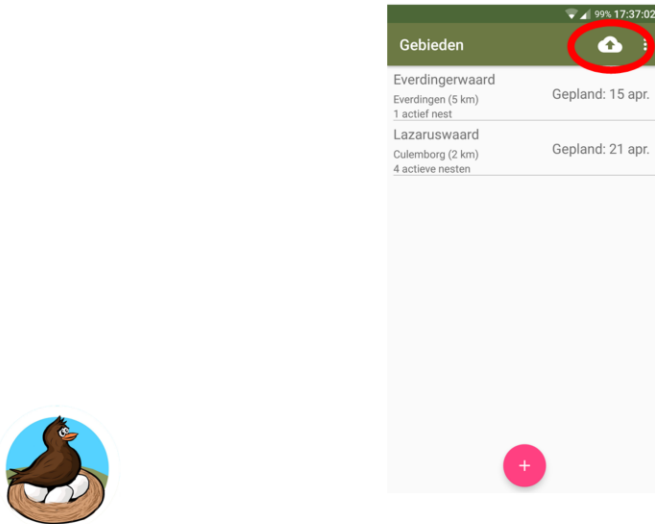 99% 17:37:02
Gebieden
Everdingerwaard
Everdingen (5 km)
1 actief nest
Gepland: 15 apr.
Lazaruswaard
Culemborg (2 km)
4 actieve nesten
Gepland: 21 apr.
+